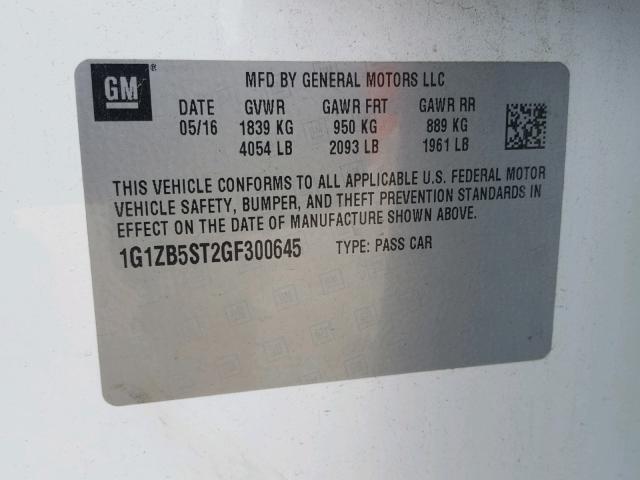 GM
MFD BY GENERAL MOTORS LLC
DATE GVWR GAWR FRT GAWR RR
05/16 1839 KG 950 KG 889 KG
4054 LB 2093 LB 1961 LB
THIS VEHICLE CONFORMS TO ALL APPLICABLE U.S. FEDERAL MOTOR
VEHICLE SAFETY, BUMPER, AND THEFT PREVENTION STANDARDS IN
EFFECT ON THE DATE OF MANUFACTURE SHOWN ABOVE.
1G1ZB5ST2GF300645 TYPE: PASS CAR